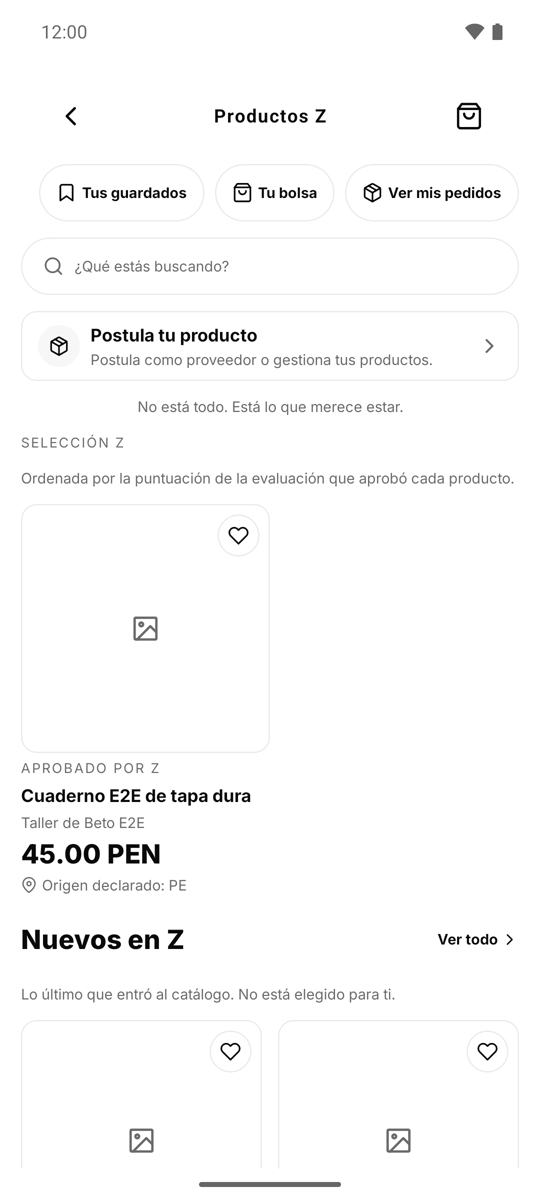 12:00
Productos Z
Tus guardados
Tu bolsa
Ver mis pedidos
¿Qué estás buscando?
Postula tu producto
Postula como proveedor o gestiona tus productos.
No está todo. Está lo que merece estar.
SELECCIÓN Z
Ordenada por la puntuación de la evaluación que aprobó cada producto.
APROBADO POR Z
Cuaderno E2E de tapa dura
Taller de Beto E2E
45.00 PEN
Origen declarado: PE
Nuevos en Z
Ver todo
Lo último que entró al catálogo. No está elegido para ti.